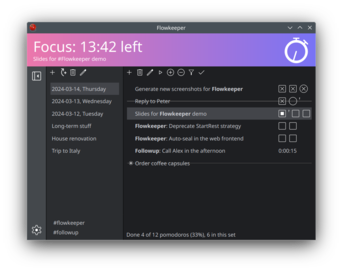 Flowkeeper
Focus: 13:42 left
Slides for #Flowkeeper demo
2024-03-14, Thursday
2024-03-13, Wednesday
2024-03-12, Tuesday
Long-term stuff
House renovation
Trip to Italy
#flowkeeper
#followup
Generate new screenshots for Flowkeeper
Reply to Peter
Slides for Flowkeeper demo
Flowkeeper: Deprecate StartRest strategy
Flowkeeper: Auto-seal in the web frontend
Followup: Call Alex in the afternoon 0:00:15
Order coffee capsules
Done 4 of 12 pomodoros (33%), 6 in this set